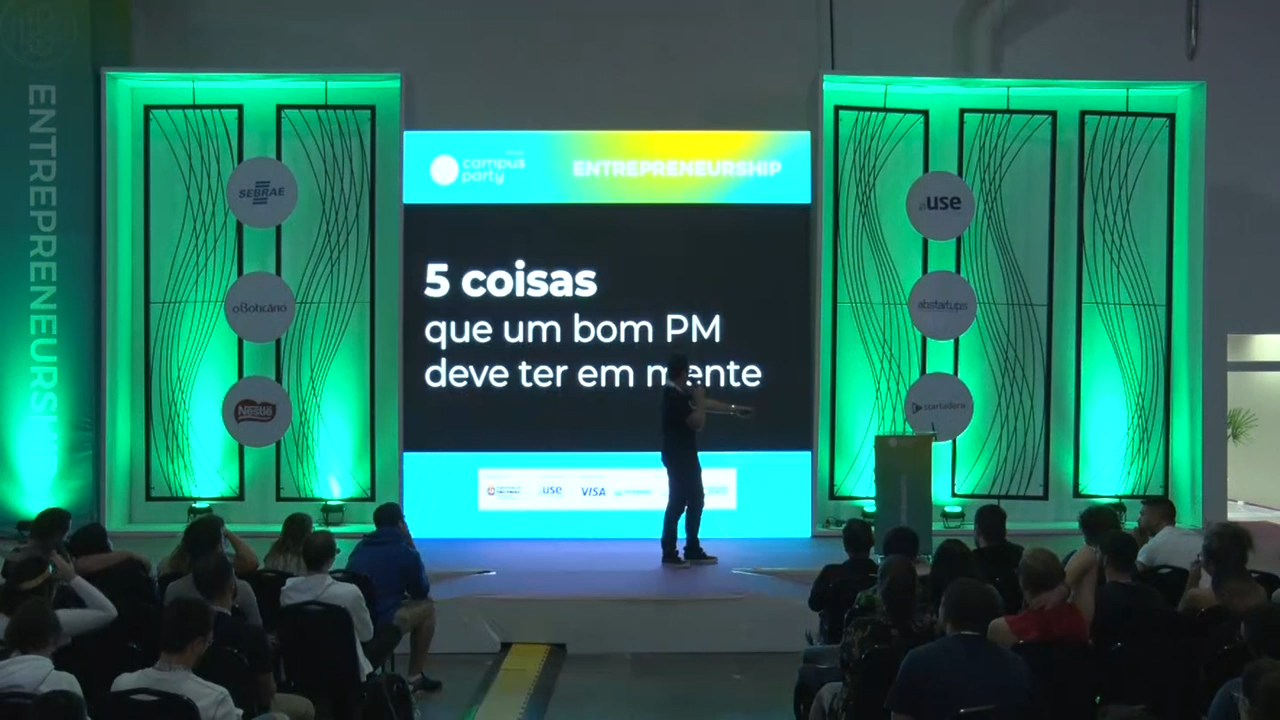 ENTREPRENEURSHIP
SEBRAE
oBoticário
Nestlé
campus
party
ENTREPRENEURSHIP
5 coisas
que um bom PM
deve ter em mente
use
VISA
use
abstartups
startadora